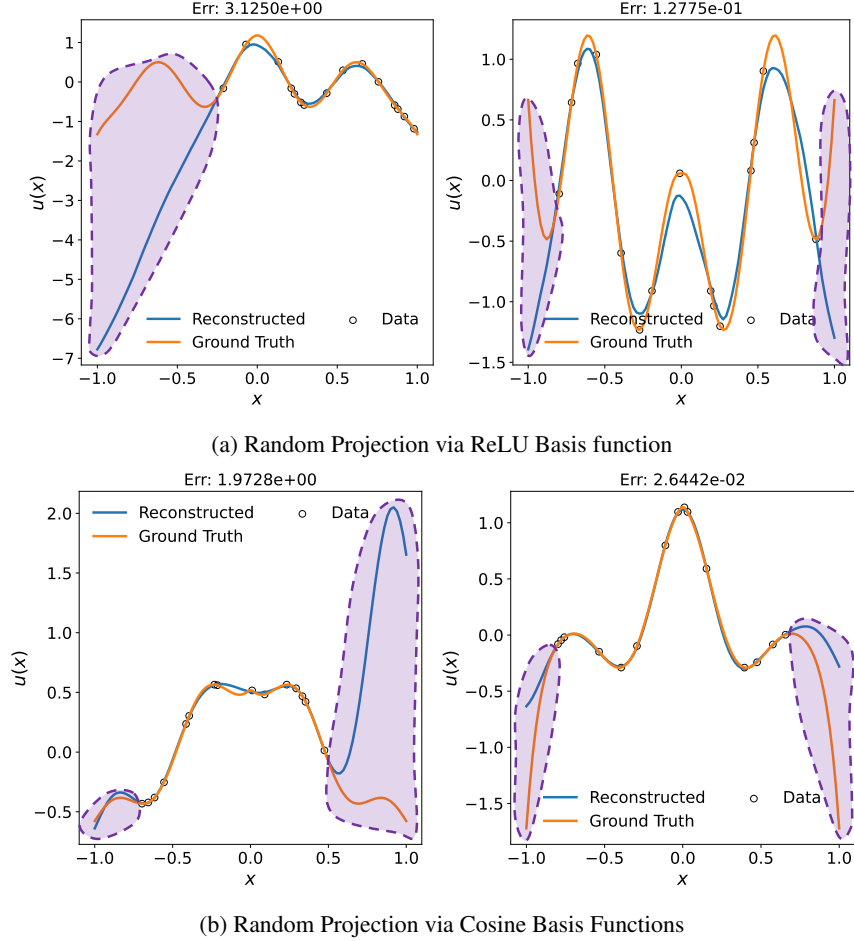 Err: 3.1250e+00
1
0
−1
−2
−3
−4
−5
−6
−7
u(x)
Reconstructed
Ground Truth
Data
−1.0 −0.5 0.0 0.5 1.0
x
Err: 1.2775e-01
1.0
0.5
0.0
−0.5
−1.0
−1.5
u(x)
Reconstructed
Ground Truth
Data
−1.0 −0.5 0.0 0.5 1.0
x
(a) Random Projection via ReLU Basis function
Err: 1.9728e+00
2.0
1.5
1.0
0.5
0.0
−0.5
u(x)
Reconstructed
Ground Truth
Data
−1.0 −0.5 0.0 0.5 1.0
x
Err: 2.6442e-02
1.0
0.5
0.0
−0.5
−1.0
−1.5
u(x)
Reconstructed
Ground Truth
Data
−1.0 −0.5 0.0 0.5 1.0
x
(b) Random Projection via Cosine Basis Functions